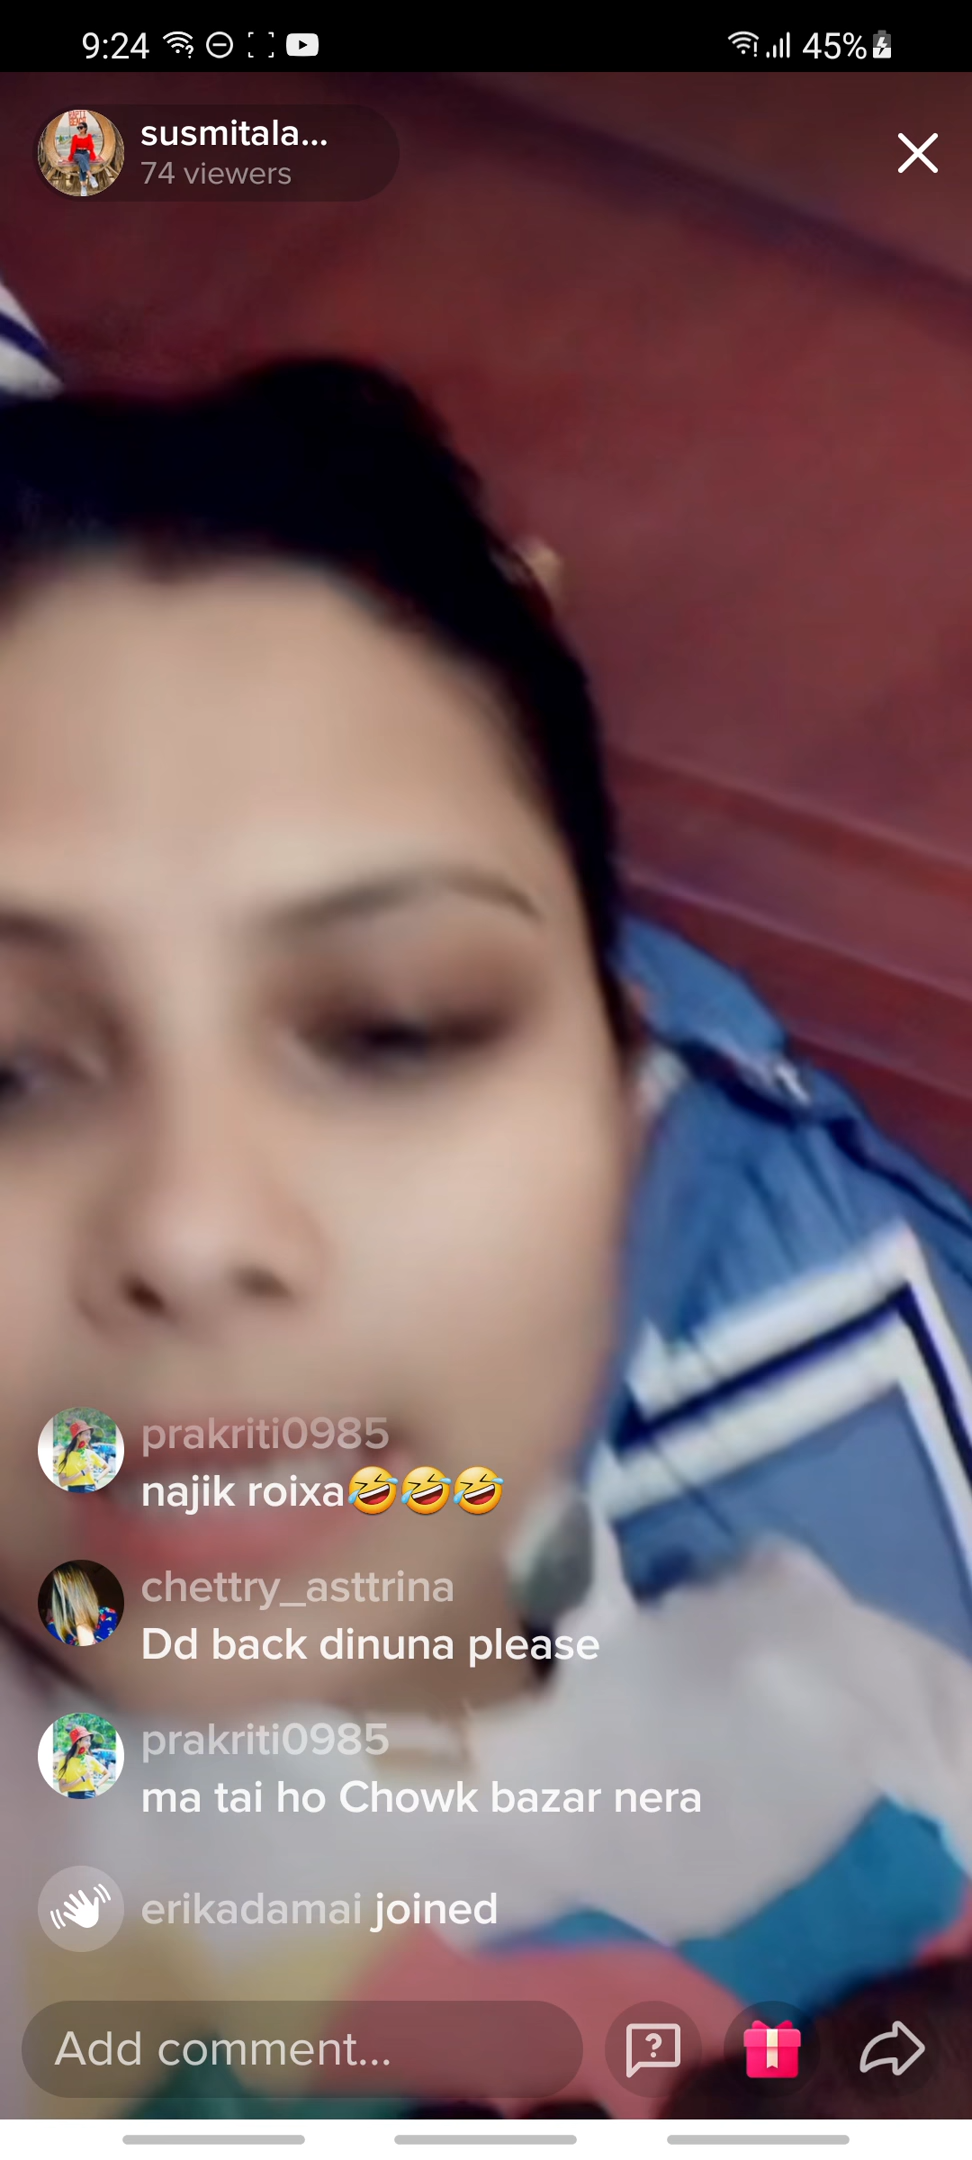 9:24
45%
susmitala...
74 viewers
prakriti0985
najik roixa🤣🤣🤣
chettry_asttrina
Dd back dinuna please
prakriti0985
ma tai ho Chowk bazar nera
erikadamai joined
Add comment...